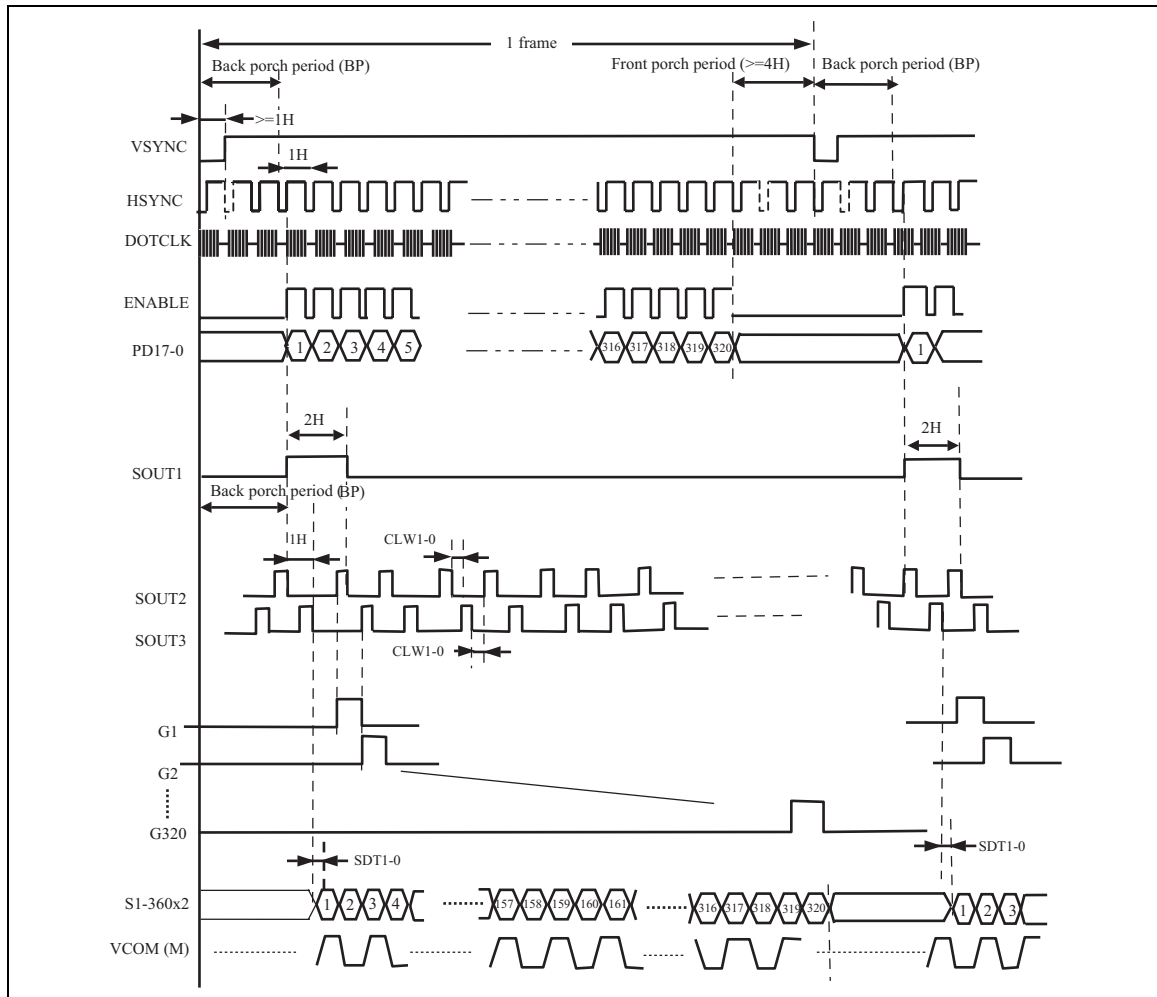 1 frame
Back porch period (BP)
Front porch period (>=4H)
Back porch period (BP)
>=1H
VSYNC
1H
HSYNC
DOTCLK
ENABLE
PD17-0
1 2 3 4 5
316 317 318 319 320
1
2H
2H
SOUT1
Back porch period (BP)
1H
CLW1-0
SOUT2
SOUT3
CLW1-0
G1
G2
G320
SDT1-0
SDT1-0
S1-360x2
1 2 3 4
157 158 159 160 161
316 317 318 319 320
1 2 3
VCOM (M)